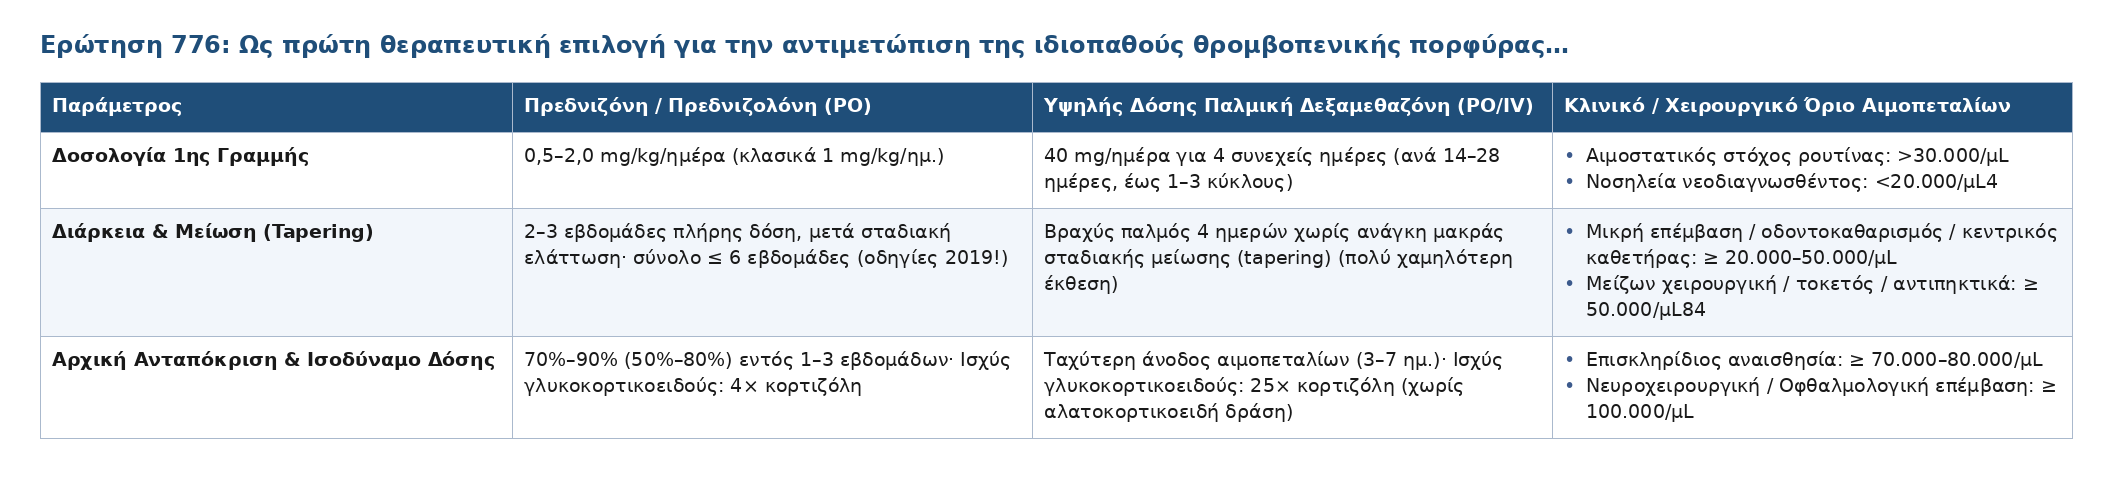 Ερώτηση 776: Ως πρώτη θεραπευτική επιλογή για την αντιμετώπιση της ιδιοπαθούς θρομβοπενικής πορφύρας…
Παράμετρος
Πρεδνιζόνη / Πρεδνιζολόνη (PO)
Υψηλής Δόσης Παλμική Δεξαμεθαζόνη (PO/IV)
Κλινικό / Χειρουργικό Όριο Αιμοπεταλίων
Δοσολογία 1ης Γραμμής
0,5–2,0 mg/kg/ημέρα (κλασικά 1 mg/kg/ημ.)
40 mg/ημέρα για 4 συνεχείς ημέρες (ανά 14–28
ημέρες, έως 1–3 κύκλους)
• Αιμοστατικός στόχος ρουτίνας: >30.000/μL
• Νοσηλεία νεοδιαγνωσθέντος: <20.000/μL4
Διάρκεια & Μείωση (Tapering)
2–3 εβδομάδες πλήρης δόση, μετά σταδιακή
ελάττωση· σύνολο ≤ 6 εβδομάδες (οδηγίες 2019!)
Βραχύς παλμός 4 ημερών χωρίς ανάγκη μακράς
σταδιακής μείωσης (tapering) (πολύ χαμηλότερη
έκθεση)
• Μικρή επέμβαση / οδοντοκαθαρισμός / κεντρικός
καθετήρας: ≥ 20.000–50.000/μL
• Μείζων χειρουργική / τοκετός / αντιπηκτικά: ≥
50.000/μL84
Αρχική Ανταπόκριση & Ισοδύναμο Δόσης
70%–90% (50%–80%) εντός 1–3 εβδομάδων· Ισχύς
γλυκοκορτικοειδούς: 4× κορτιζόλη
Ταχύτερη άνοδος αιμοπεταλίων (3–7 ημ.)· Ισχύς
γλυκοκορτικοειδούς: 25× κορτιζόλη (χωρίς
αλατοκορτικοειδή δράση)
• Επισκληρίδιος αναισθησία: ≥ 70.000–80.000/μL
• Νευροχειρουργική / Οφθαλμολογική επέμβαση: ≥
100.000/μL